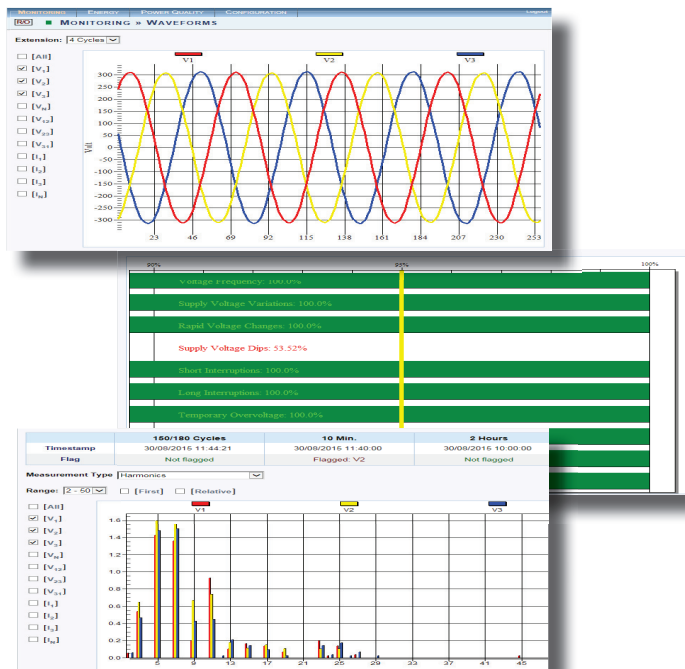 MONITORING ENERGY POWER QUALITY CONFIGURATION Logout
R/O MONITORING » WAVEFORMS
Extension: 4 Cycles
[All]
[V1]
[V2]
[V3]
[VN]
[V12]
[V23]
[V31]
[I1]
[I2]
[I3]
[IN]
V1 V2 V3
Volt
300
250
200
150
100
50
0
-50
-100
-150
-200
-250
-300
23 46 69 92 115 138 161 184 207 230 253
90% 95% 100%
Voltage Frequency: 100.0%
Supply Voltage Variations: 100.0%
Rapid Voltage Changes: 100.0%
Supply Voltage Dips: 53.52%
Short Interruptions: 100.0%
Long Interruptions: 100.0%
Temporary Overvoltage: 100.0%
150/180 Cycles 10 Min. 2 Hours
Timestamp 30/08/2015 11:44:21 30/08/2015 11:40:00 30/08/2015 10:00:00
Flag Not flagged Flagged: V2 Not flagged
Measurement Type Harmonics
Range: 2 - 50 [First] [Relative]
[All]
[V1]
[V2]
[V3]
[VN]
[V12]
[V23]
[V31]
[I1]
[I2]
[I3]
[IN]
V1 V2 V3
1.6
1.4
1.2
1.0
0.8
0.6
0.4
0.2
0.0
5 9 13 17 21 25 29 33 37 41 45